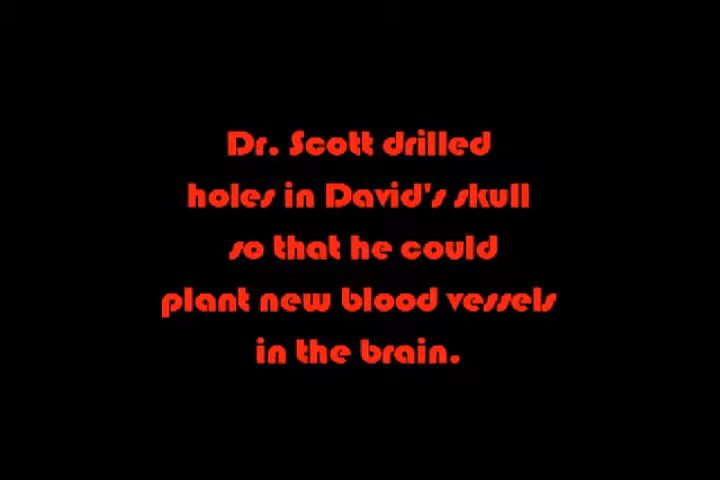 Dr. Scott drilled
holes in David's skull
so that he could
plant new blood vessels
in the brain.